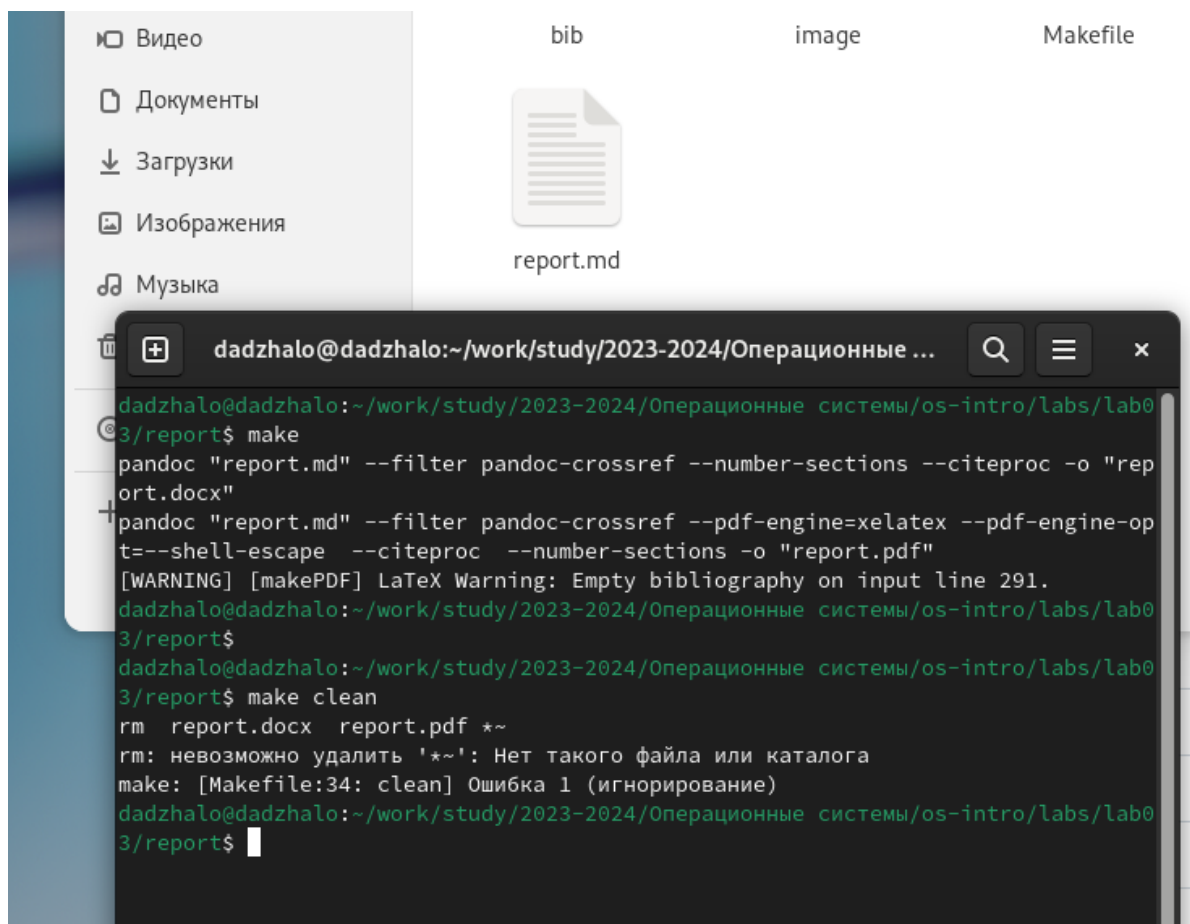 Видео
bib
image
Makefile
Документы
Загрузки
Изображения
report.md
Музыка
dadzhalo@dadzhalo:~/work/study/2023-2024/Операционные ...
dadzhalo@dadzhalo:~/work/study/2023-2024/Операционные системы/os-intro/labs/lab0
3/report$ make
pandoc "report.md" --filter pandoc-crossref --number-sections --citeproc -o "rep
ort.docx"
pandoc "report.md" --filter pandoc-crossref --pdf-engine=xelatex --pdf-engine-op
t=--shell-escape  --citeproc  --number-sections -o "report.pdf"
[WARNING] [makePDF] LaTeX Warning: Empty bibliography on input line 291.
dadzhalo@dadzhalo:~/work/study/2023-2024/Операционные системы/os-intro/labs/lab0
3/report$
dadzhalo@dadzhalo:~/work/study/2023-2024/Операционные системы/os-intro/labs/lab0
3/report$ make clean
rm  report.docx  report.pdf *~
rm: невозможно удалить '*~': Нет такого файла или каталога
make: [Makefile:34: clean] Ошибка 1 (игнорирование)
dadzhalo@dadzhalo:~/work/study/2023-2024/Операционные системы/os-intro/labs/lab0
3/report$